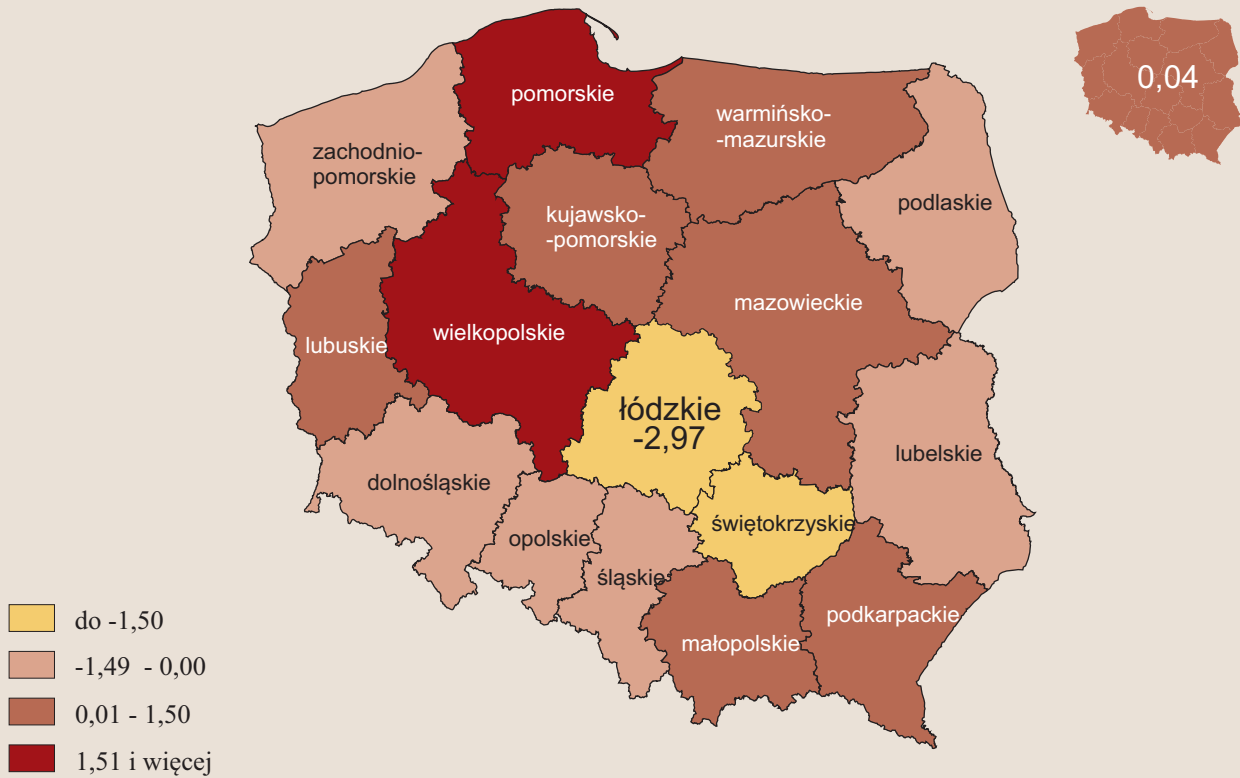 0,04
pomorskie
warmińsko-
-mazurskie
zachodnio-
pomorskie
podlaskie
kujawsko-
-pomorskie
mazowieckie
wielkopolskie
lubuskie
łódzkie
-2,97
lubelskie
dolnośląskie
świętokrzyskie
opolskie
śląskie
podkarpackie
małopolskie
do -1,50
-1,49 - 0,00
0,01 - 1,50
1,51 i więcej